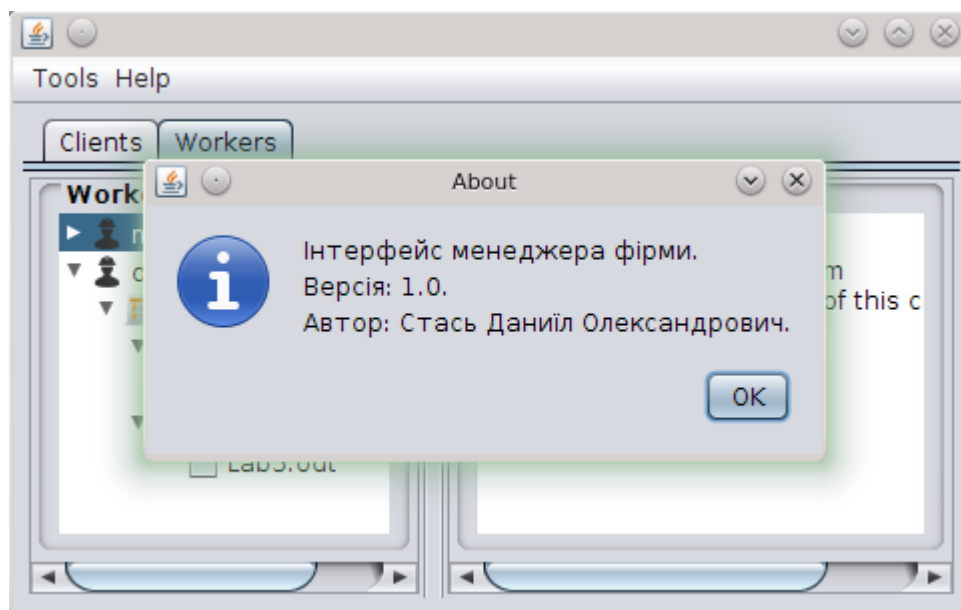 Tools Help
Clients Workers
About
Інтерфейс менеджера фірми.
Версія: 1.0.
Автор: Стась Даниїл Олександрович.
OK
of this c